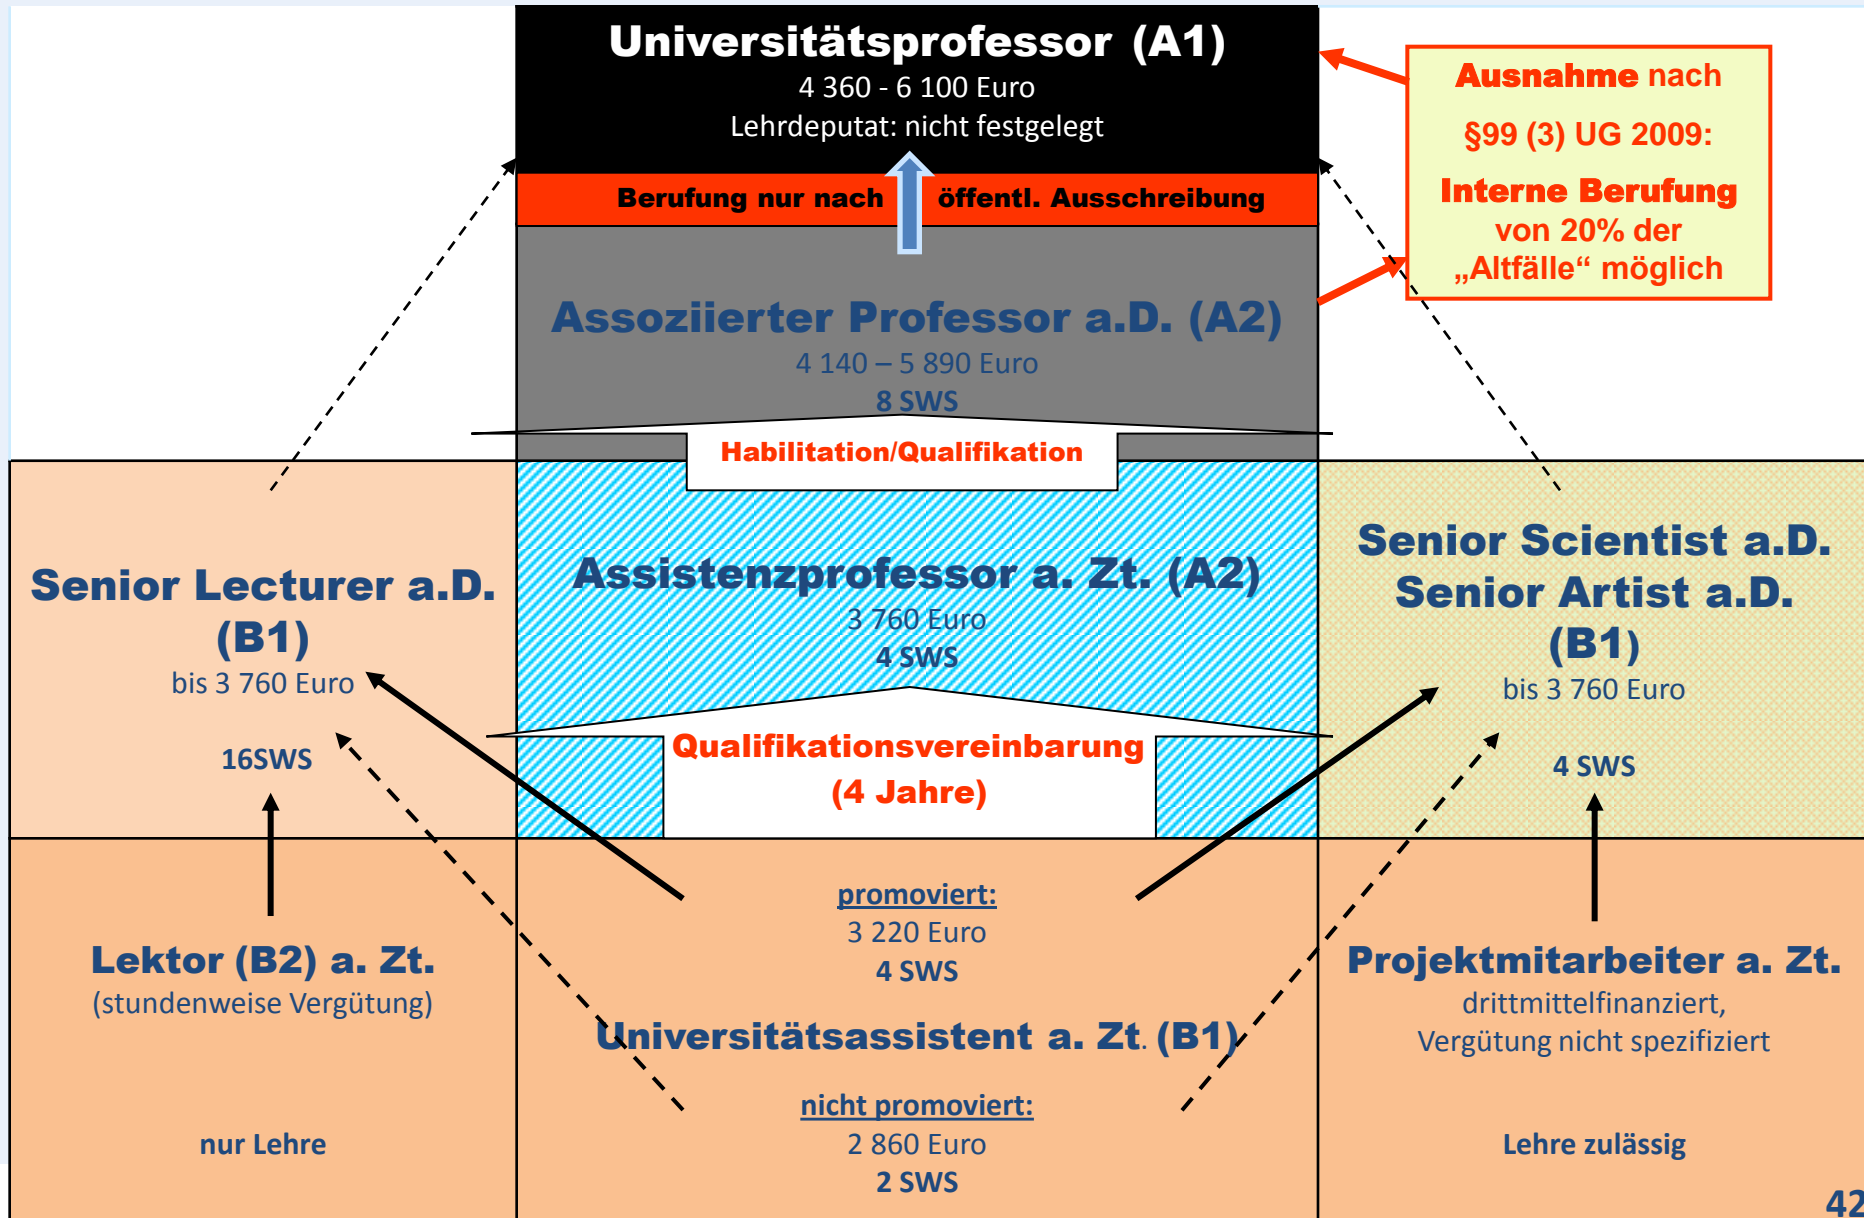 Universitätsprofessor (A1)
4 360 - 6 100 Euro
Lehrdeputat: nicht festgelegt
Berufung nur nach öffentl. Ausschreibung
Ausnahme nach
§99 (3) UG 2009:
Interne Berufung
von 20% der
„Altfälle“ möglich
Assoziierter Professor a.D. (A2)
4 140 – 5 890 Euro
8 SWS
Habilitation/Qualifikation
Senior Lecturer a.D.
(B1)
bis 3 760 Euro
16SWS
Assistenzprofessor a. Zt. (A2)
3 760 Euro
4 SWS
Qualifikationsvereinbarung
(4 Jahre)
Senior Scientist a.D.
Senior Artist a.D.
(B1)
bis 3 760 Euro
4 SWS
Lektor (B2) a. Zt.
(stundenweise Vergütung)
nur Lehre
promoviert:
3 220 Euro
4 SWS
Universitätsassistent a. Zt. (B1)
nicht promoviert:
2 860 Euro
2 SWS
Projektmitarbeiter a. Zt.
drittmittelfinanziert,
Vergütung nicht spezifiziert
Lehre zulässig
42